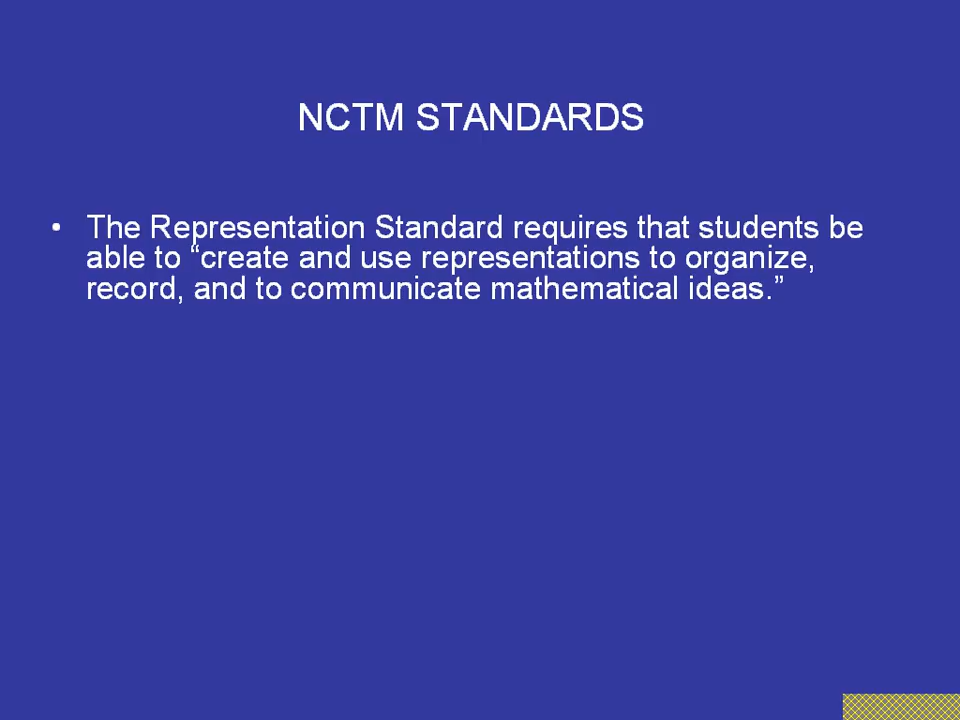 NCTM STANDARDS
• The Representation Standard requires that students be
able to “create and use representations to organize,
record, and to communicate mathematical ideas.”